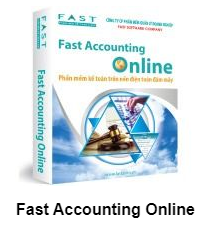 FAST
CÔNG TY CỔ PHẦN PHẦN MỀM QUẢN LÝ DOANH NGHIỆP
FAST SOFTWARE COMPANY
Fast Accounting
Online
Phần mềm kế toán trên nền điện toán đám mây
Fast Accounting Online
Fast Accounting Online